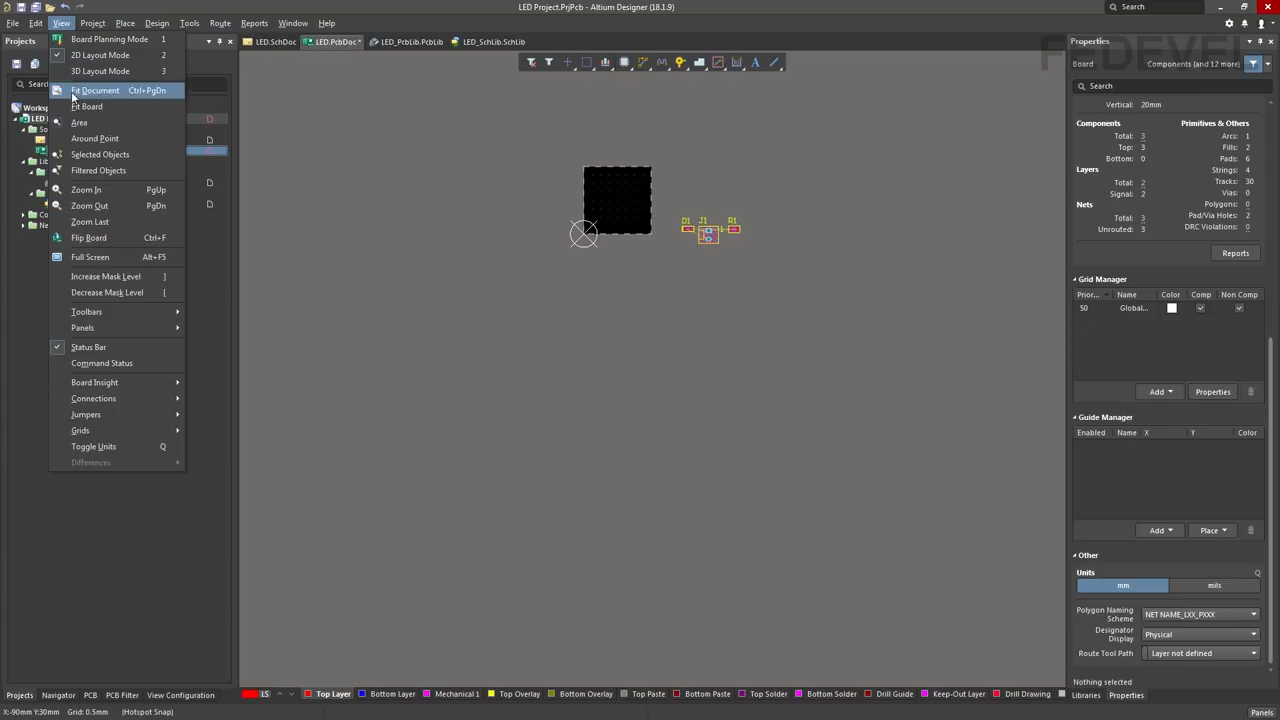 LED Project.PrjPcb - Altium Designer (18.1.9)
Search
File Edit View Project Place Design Tools Route Reports Window Help
Projects
LED.SchDoc LED.PcbDoc * LED_PcbLib.PcbLib LED_SchLib.SchLib
Board Planning Mode 1
2D Layout Mode 2
3D Layout Mode 3
Fit Document Ctrl+PgDn
Fit Board
Area
Around Point
Selected Objects
Filtered Objects
Zoom In PgUp
Zoom Out PgDn
Zoom Last
Flip Board Ctrl+F
Full Screen Alt+F5
Increase Mask Level ]
Decrease Mask Level [
Toolbars
Panels
Status Bar
Command Status
Board Insight
Connections
Jumpers
Grids
Toggle Units Q
Differences
D1 J1 R1
1
FEDEVEL
Properties
Board Components (and 12 more)
Search
Vertical: 20mm
Components Primitives & Others
Total: 3 Arcs: 1
Top: 3 Fills: 2
Bottom: 0 Pads: 6
Layers Strings: 4
Total: 2 Tracks: 30
Signal: 2 Vias: 0
Nets Polygons: 0
Total: 3 Pad/Via Holes: 2
Unrouted: 3 DRC Violations: 0
Reports
Grid Manager
Prior... Name Color Comp Non Comp
50 Global...
Add Properties
Guide Manager
Enabled Name X Y Color
Add Place
Other
Units Q
mm mils
Polygon Naming Scheme NET NAME_LXX_PXXX
Designator Display Physical
Route Tool Path Layer not defined
Nothing selected
Projects Navigator PCB PCB Filter View Configuration
LS Top Layer Bottom Layer Mechanical 1 Top Overlay Bottom Overlay Top Paste Bottom Paste Top Solder Bottom Solder Drill Guide Keep-Out Layer Drill Drawing
Libraries Properties
X:-90mm Y:30mm Grid: 0.5mm (Hotspot Snap)
Panels